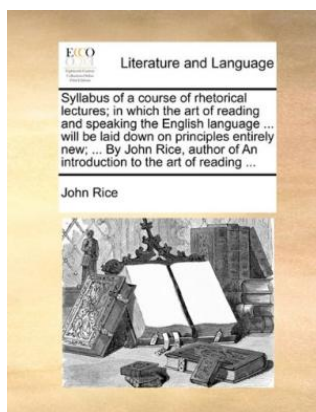 ECCO
Literature and Language
Syllabus of a course of rhetorical
lectures; in which the art of reading
and speaking the English language ...
will be laid down on principles entirely
new; ... By John Rice, author of An
introduction to the art of reading ...
John Rice